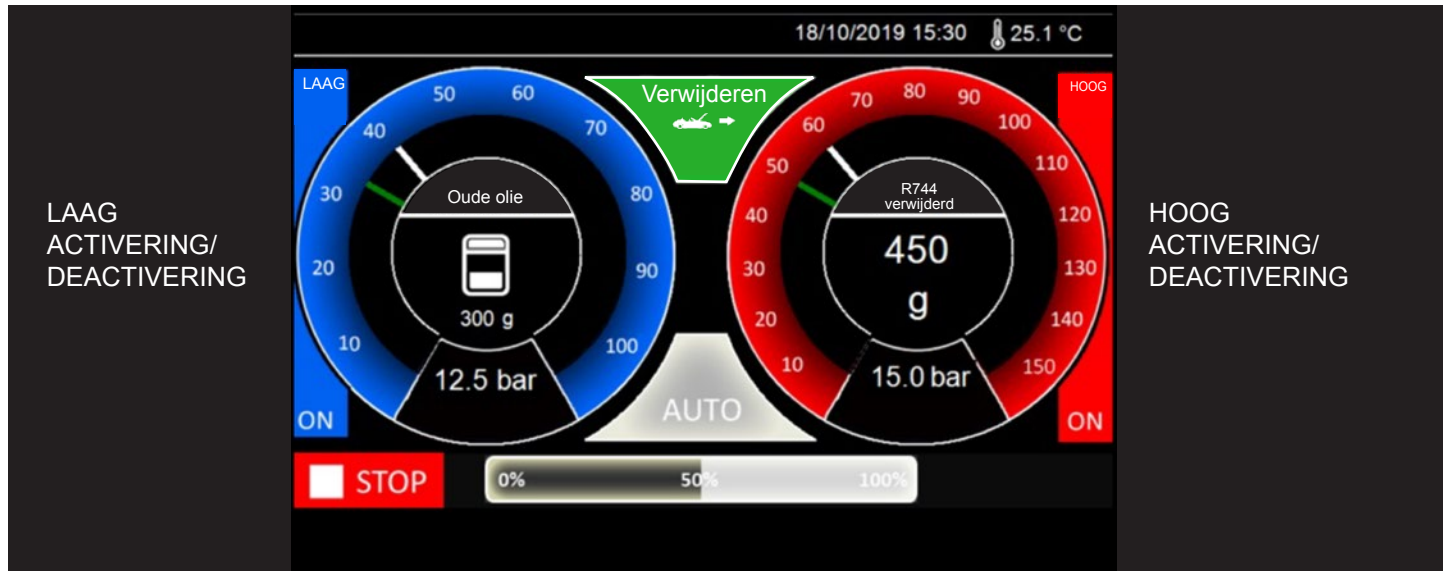 18/10/2019 15:30 25.1 °C
LAAG
ACTIVERING/
DEACTIVERING
LAAG
10
20
30
40
50
60
70
80
90
100
Oude olie
300 g
12.5 bar
ON
Verwijderen
AUTO
HOOG
10
20
30
40
50
60
70
80
90
100
110
120
130
140
150
R744
verwijderd
450
g
15.0 bar
ON
HOOG
ACTIVERING/
DEACTIVERING
STOP
0% 50% 100%